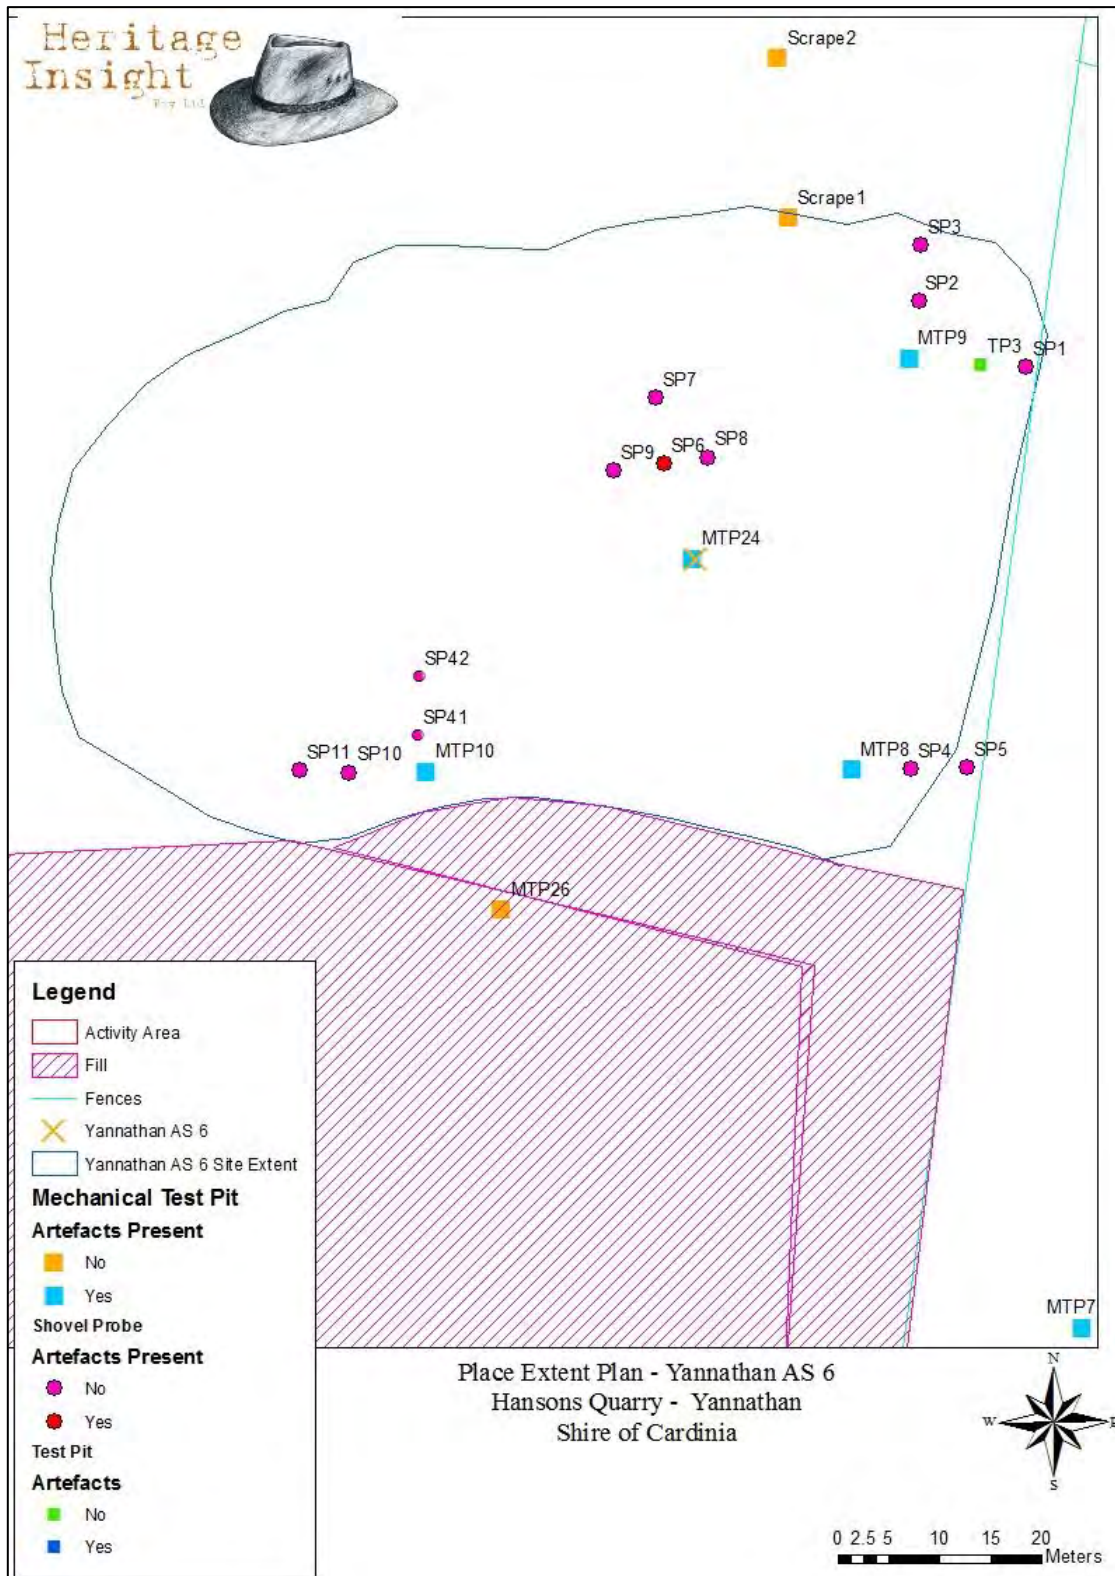 Heritage
Insight
Pty Ltd
Scrape2
Scrape1
SP3
SP2
MTP9
TP3
SP1
SP7
SP9
SP6
SP8
MTP24
SP42
SP41
SP11
SP10
MTP10
MTP8
SP4
SP5
MTP26
Legend
Activity Area
Fill
Fences
Yannathan AS 6
Yannathan AS 6 Site Extent
Mechanical Test Pit
Artefacts Present
No
Yes
Shovel Probe
Artefacts Present
No
Yes
Test Pit
Artefacts
No
Yes
MTP7
Place Extent Plan - Yannathan AS 6
Hansons Quarry - Yannathan
Shire of Cardinia
N
W
E
S
0 2.5 5 10 15 20
Meters